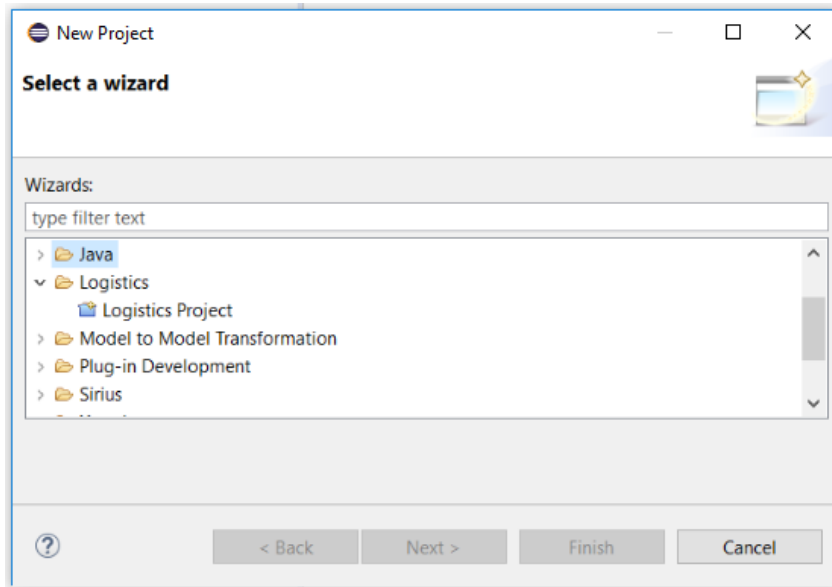 New Project
Select a wizard
Wizards:
type filter text
Java
Logistics
Logistics Project
Model to Model Transformation
Plug-in Development
Sirius
< Back Next > Finish Cancel